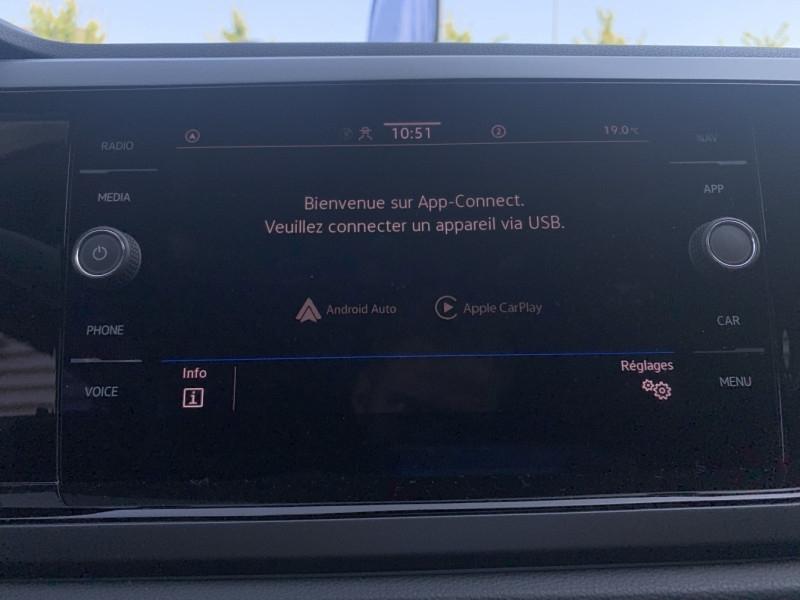 RADIO
10:51
2
19.0°C
NAV
MEDIA
APP
Bienvenue sur App-Connect.
Veuillez connecter un appareil via USB.
Android Auto
Apple CarPlay
PHONE
CAR
VOICE
MENU
Info
i
Réglages